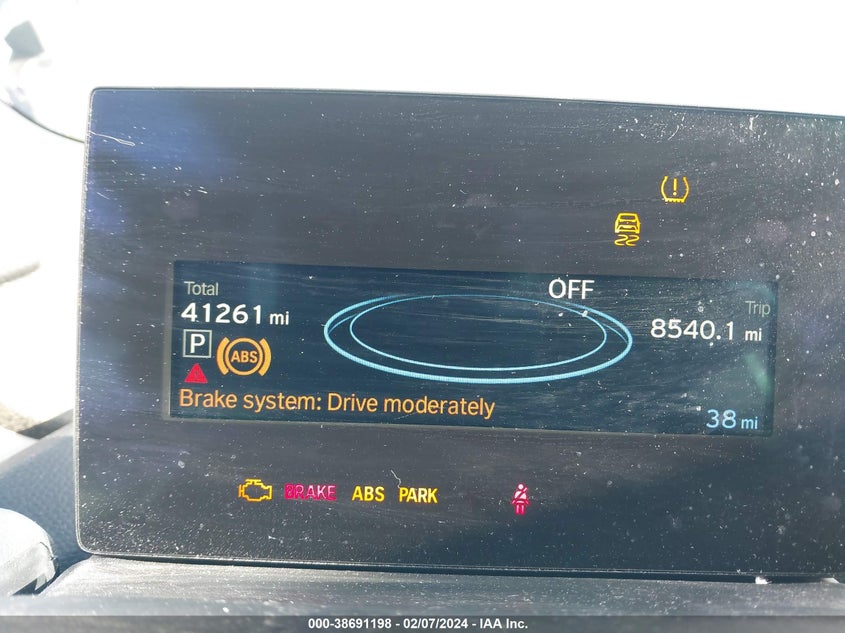 Total
41261 mi
OFF
Trip
8540.1 mi
P
ABS
Brake system: Drive moderately
38 mi
BRAKE ABS PARK
000-38691198 - 02/07/2024 - IAA Inc.